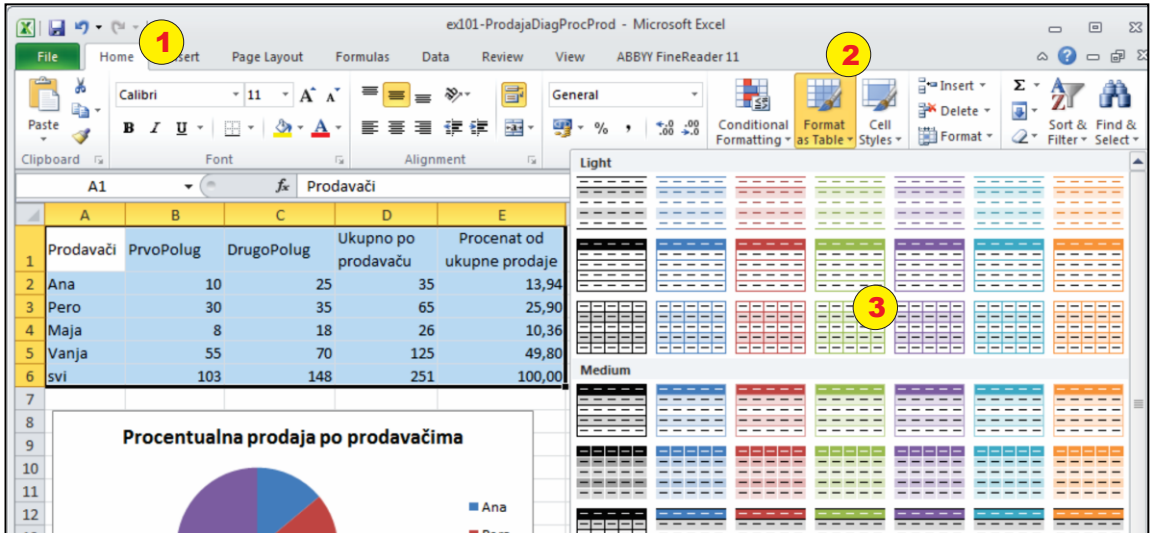 ex101-ProdajaDiagProcProd - Microsoft Excel
File Home Page Layout Formulas Data Review View ABBYY FineReader 11
1
2
Calibri 11 A A General
Paste B I U A % , Conditional Formatting Format as Table Cell Styles Insert Delete Format Σ Sort & Filter Find & Select
Clipboard Font Alignment
Light
A1 fx Prodavači
A B C D E
1 Prodavači PrvoPolug DrugoPolug Ukupno po prodavaču Procenat od ukupne prodaje
2 Ana 10 25 35 13,94
3 Pero 30 35 65 25,90
4 Maja 8 18 26 10,36
5 Vanja 55 70 125 49,80
6 svi 103 148 251 100,00
3
Medium
7
8
9
10
11
12
Procentualna prodaja po prodavačima
Ana